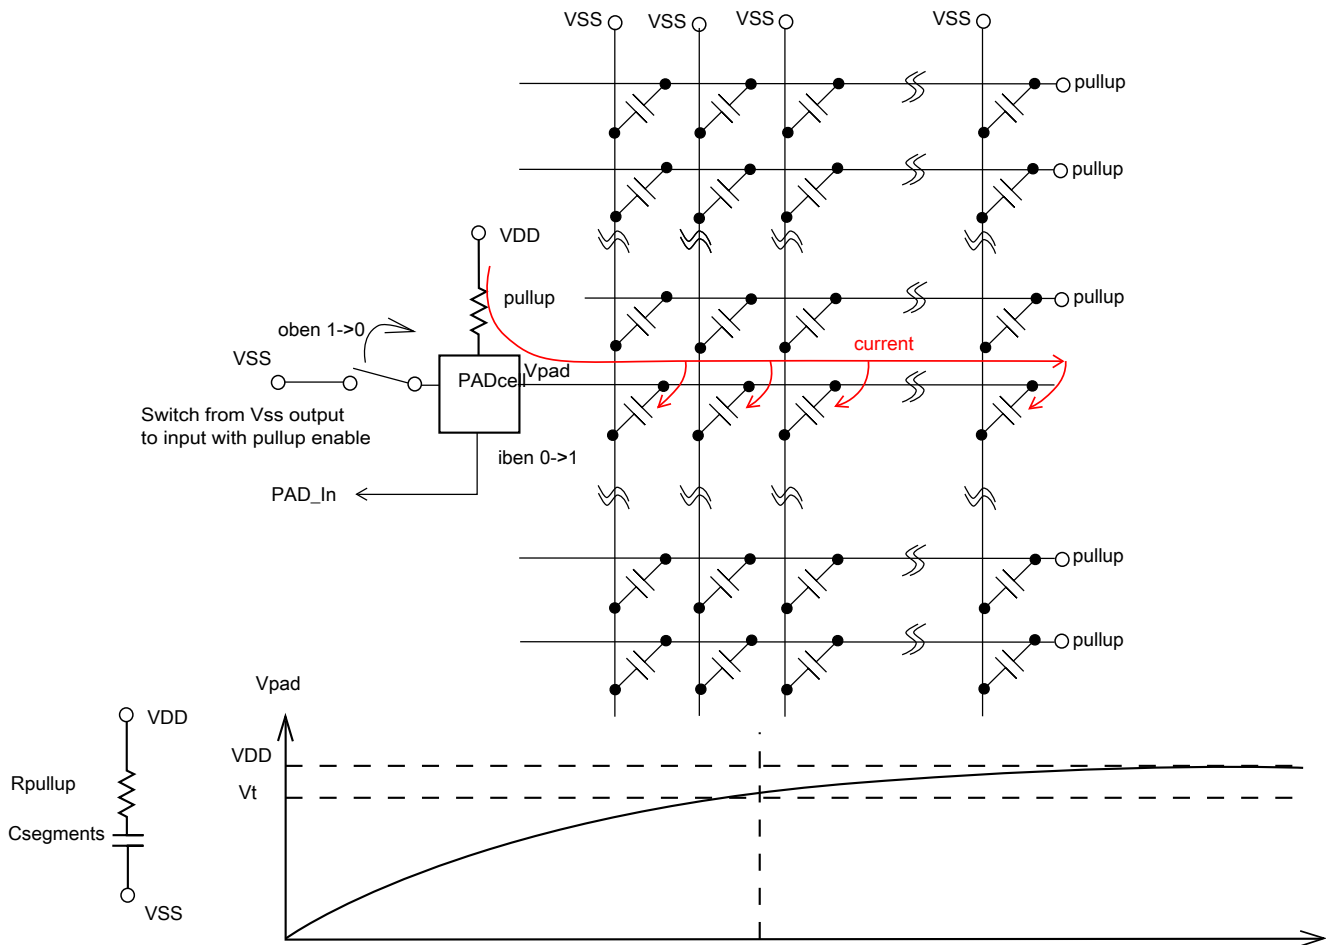 VSS VSS VSS VSS
pullup
pullup
VDD
pullup
pullup
oben 1->0
current
VSS
PADcell
Vpad
Switch from Vss output
to input with pullup enable
iben 0->1
PAD_In
pullup
pullup
Vpad
VDD
VDD
Rpullup
Vt
Csegments
VSS